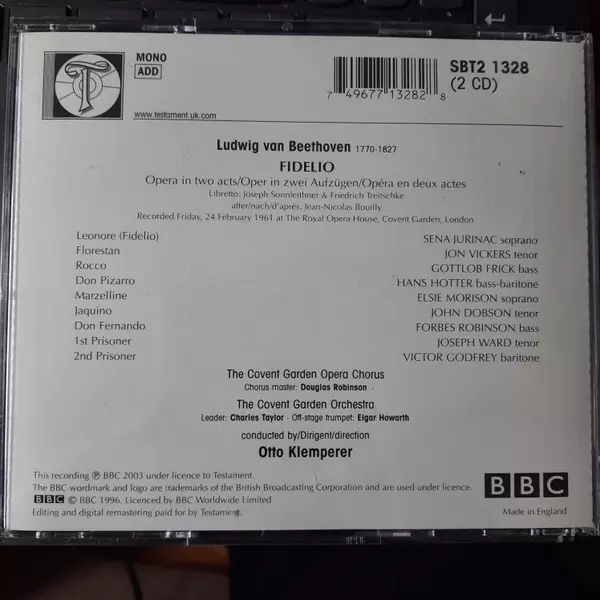 T
MONO
ADD
www.testament.uk.com
7 49677 13282 8
SBT2 1328
(2 CD)
Ludwig van Beethoven 1770-1827
FIDELIO
Opera in two acts/Oper in zwei Aufzügen/Opéra en deux actes
Libretto: Joseph Sonnleithner & Friedrich Treitschke
after/nach/d'après: Jean-Nicolas Bouilly
Recorded Friday, 24 February 1961 at The Royal Opera House, Covent Garden, London
Leonore (Fidelio) SENA JURINAC soprano
Florestan JON VICKERS tenor
Rocco GOTTLOB FRICK bass
Don Pizarro HANS HOTTER bass-baritone
Marzelline ELSIE MORISON soprano
Jaquino JOHN DOBSON tenor
Don Fernando FORBES ROBINSON bass
1st Prisoner JOSEPH WARD tenor
2nd Prisoner VICTOR GODFREY baritone
The Covent Garden Opera Chorus
Chorus master: Douglas Robinson
The Covent Garden Orchestra
Leader: Charles Taylor · Off-stage trumpet: Elgar Howarth
conducted by/Dirigent/direction
Otto Klemperer
This recording ℗ BBC 2003 under licence to Testament.
The BBC wordmark and logo are trademarks of the British Broadcasting Corporation and are used under licence.
BBC © BBC 1996. Licenced by BBC Worldwide Limited
Editing and digital remastering paid for by Testament.
BBC
Made in England